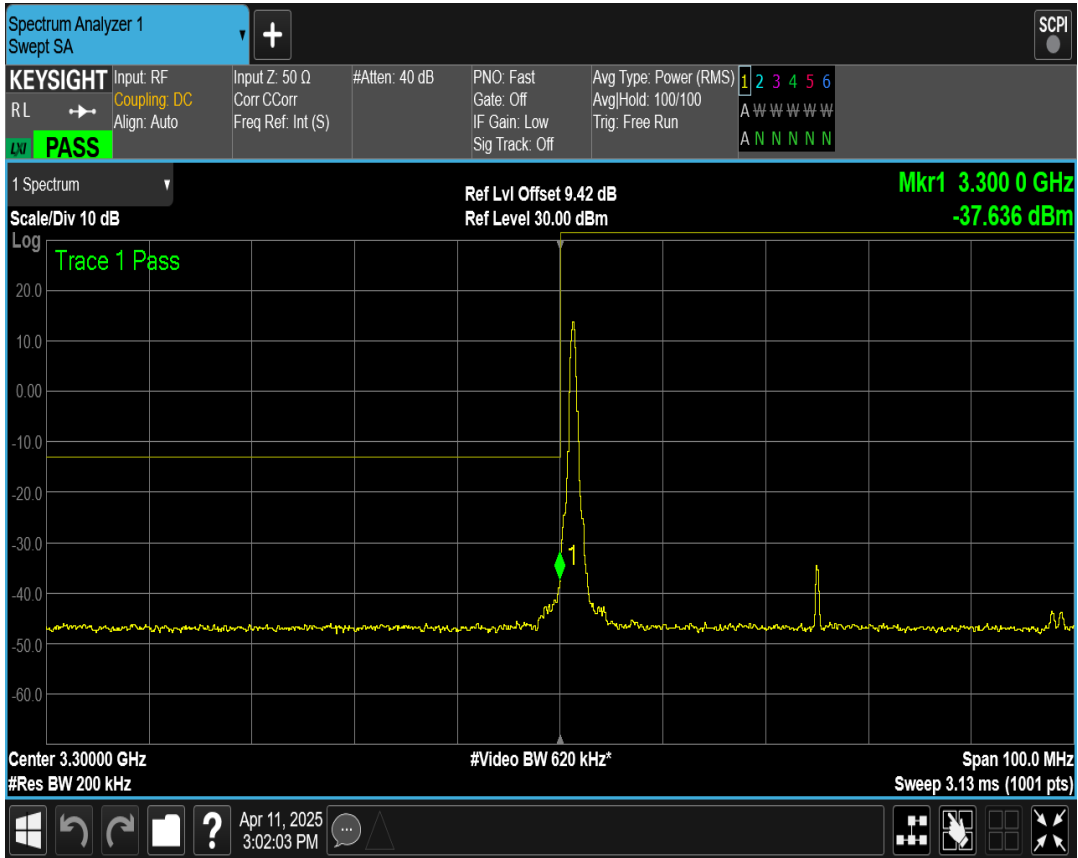 Spectrum Analyzer 1
Swept SA
+
SCPI
KEYSIGHT
RL
LXI PASS
Input: RF
Coupling: DC
Align: Auto
Input Z: 50 Ω
Corr CCorr
Freq Ref: Int (S)
#Atten: 40 dB
PNO: Fast
Gate: Off
IF Gain: Low
Sig Track: Off
Avg Type: Power (RMS)
Avg|Hold: 100/100
Trig: Free Run
1 2 3 4 5 6
A W W W W W
A N N N N N
1 Spectrum
Scale/Div 10 dB
Ref Lvl Offset 9.42 dB
Ref Level 30.00 dBm
Mkr1 3.300 0 GHz
-37.636 dBm
Log
Trace 1 Pass
20.0
10.0
0.00
-10.0
-20.0
-30.0
1
-40.0
-50.0
-60.0
Center 3.30000 GHz
#Video BW 620 kHz*
Span 100.0 MHz
#Res BW 200 kHz
Sweep 3.13 ms (1001 pts)
?
Apr 11, 2025
3:02:03 PM